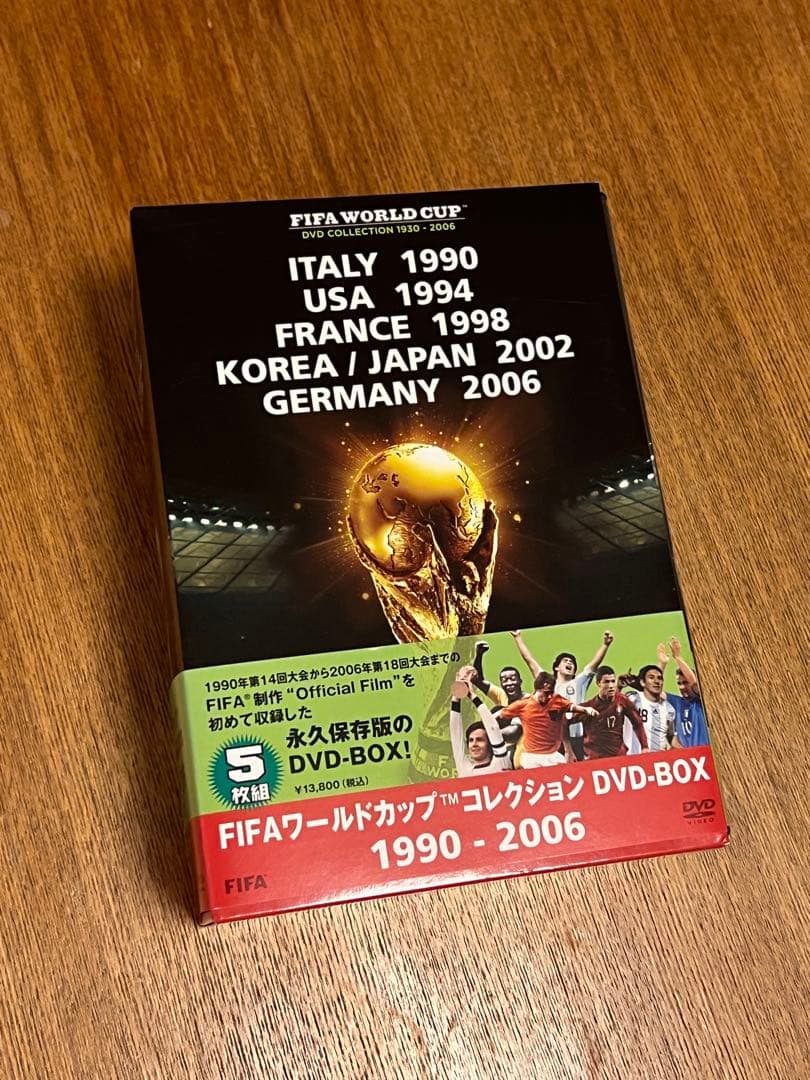 FIFA WORLD CUP™
DVD COLLECTION 1930 - 2006
ITALY 1990
USA 1994
FRANCE 1998
KOREA / JAPAN 2002
GERMANY 2006
1990年第14回大会から2006年第18回大会までの
FIFA®制作“Official Film”を
初めて収録した
永久保存版の
DVD-BOX!
5
枚組
¥13,800(税込)
17
18
10
FIFAワールドカップ™コレクション DVD-BOX
1990 - 2006
DVD
VIDEO
FIFA™